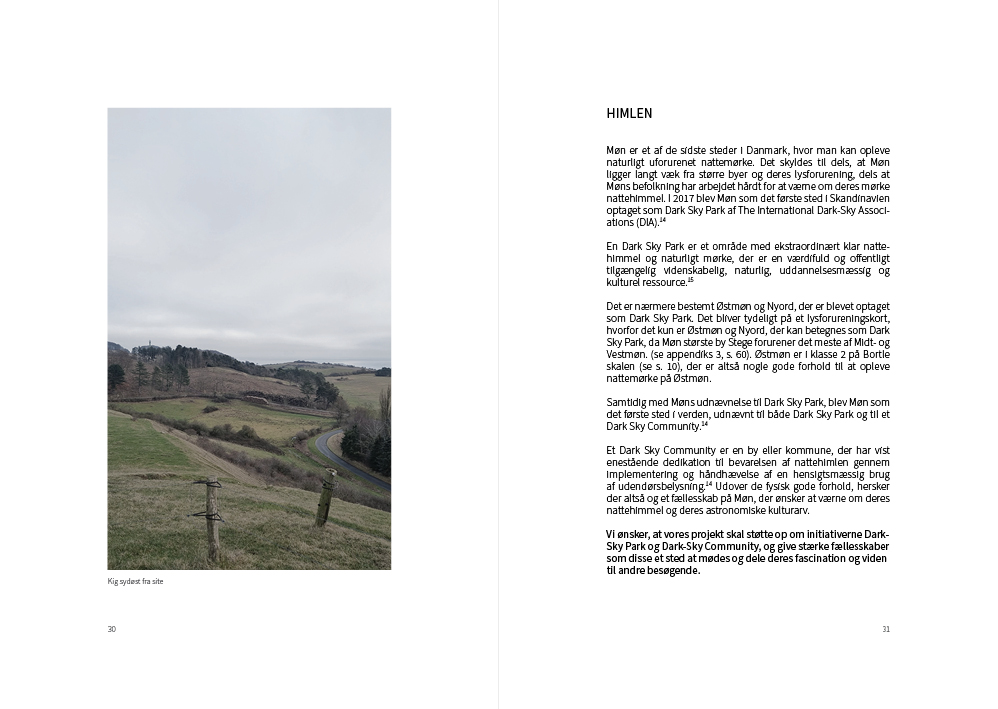 Kig sydøst fra site
30
HIMLEN
Møn er et af de sidste steder i Danmark, hvor man kan opleve
naturligt uforurenet nattemørke. Det skyldes til dels, at Møn
ligger langt væk fra større byer og deres lysforurening, dels at
Møns befolkning har arbejdet hårdt for at værne om deres mørke
nattehimmel. I 2017 blev Møn som det første sted i Skandinavien
optaget som Dark Sky Park af The International Dark-Sky Associ-
ations (DIA).¹⁴
En Dark Sky Park er et område med ekstraordinært klar natte-
himmel og naturligt mørke, der er en værdifuld og offentligt
tilgængelig videnskabelig, naturlig, uddannelsesmæssig og
kulturel ressource.¹⁵
Det er nærmere bestemt Østmøn og Nyord, der er blevet optaget
som Dark Sky Park. Det bliver tydeligt på et lysforureningskort,
hvorfor det kun er Østmøn og Nyord, der kan betegnes som Dark
Sky Park, da Møn største by Stege forurener det meste af Midt- og
Vestmøn. (se appendiks 3, s. 60). Østmøn er i klasse 2 på Bortle
skalen (se s. 10), der er altså nogle gode forhold til at opleve
nattemørke på Østmøn.
Samtidig med Møns udnævnelse til Dark Sky Park, blev Møn som
det første sted i verden, udnævnt til både Dark Sky Park og til et
Dark Sky Community.¹⁴
Et Dark Sky Community er en by eller kommune, der har vist
enestående dedikation til bevarelsen af nattehimlen gennem
implementering og håndhævelse af en hensigtsmæssig brug
af udendørsbelysning.¹⁴ Udover de fysisk gode forhold, hersker
der altså og et fællesskab på Møn, der ønsker at værne om deres
nattehimmel og deres astronomiske kulturarv.
Vi ønsker, at vores projekt skal støtte op om initiativerne Dark-
Sky Park og Dark-Sky Community, og give stærke fællesskaber
som disse et sted at mødes og dele deres fascination og viden
til andre besøgende.
31